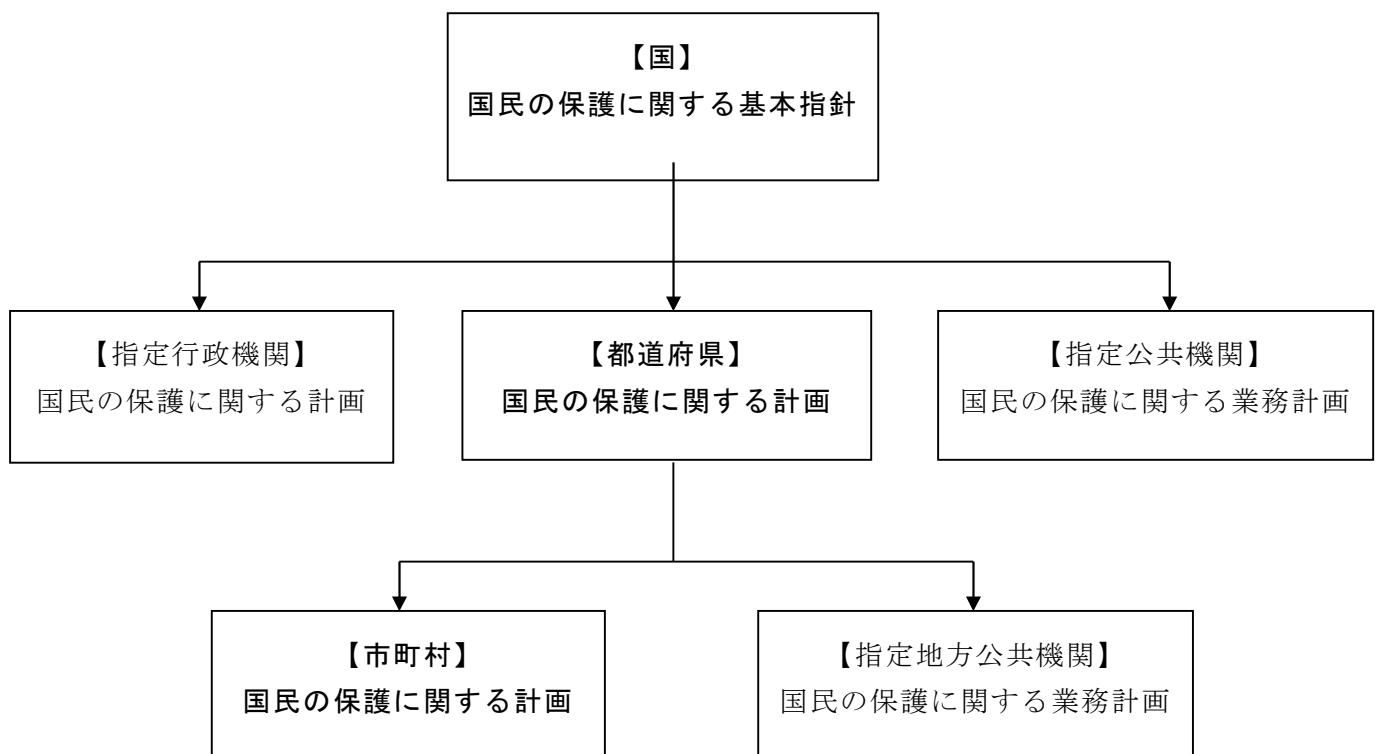 【国】
国民の保護に関する基本指針
【指定行政機関】
国民の保護に関する計画
【都道府県】
国民の保護に関する計画
【指定公共機関】
国民の保護に関する業務計画
【市町村】
国民の保護に関する計画
【指定地方公共機関】
国民の保護に関する業務計画